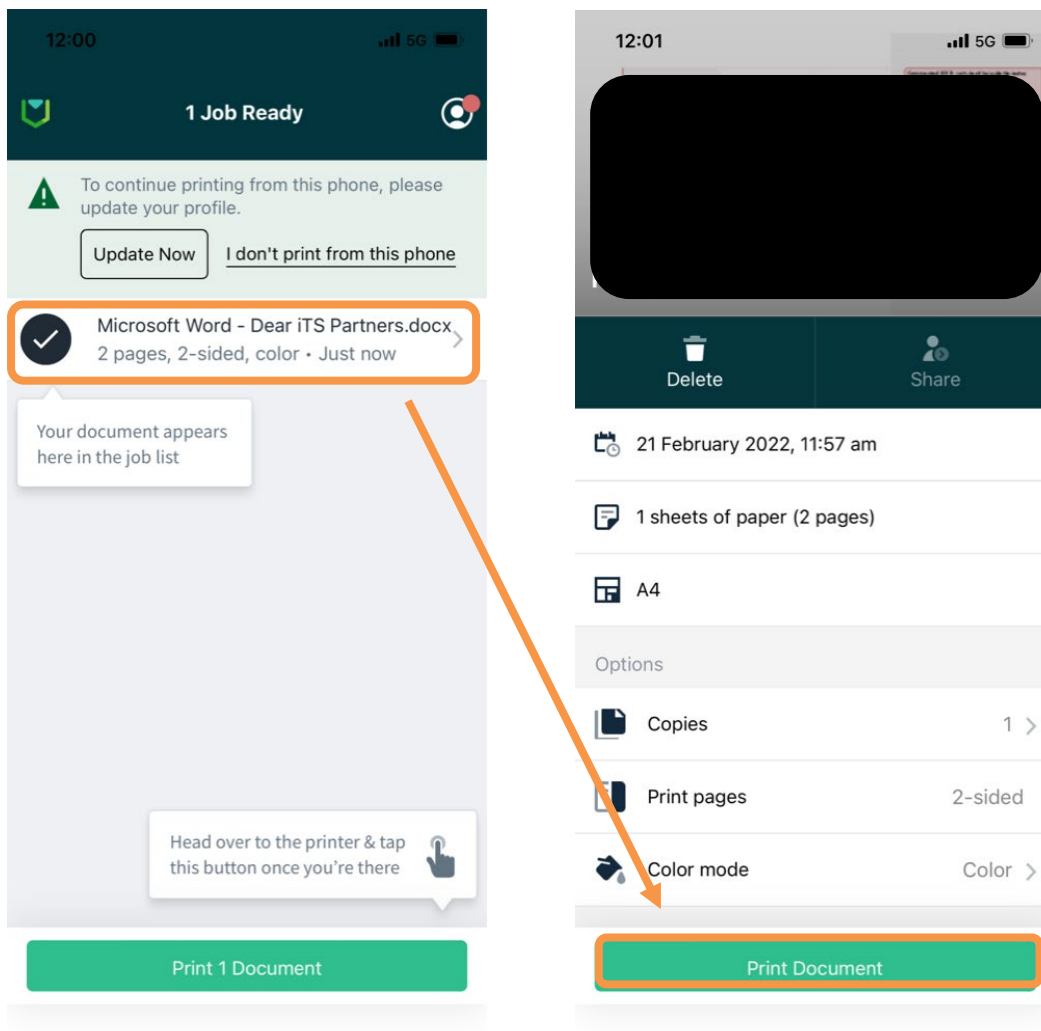 12:00
5G
1 Job Ready
To continue printing from this phone, please
update your profile.
Update Now
I don't print from this phone
Microsoft Word - Dear iTS Partners.docx
2 pages, 2-sided, color • Just now
Your document appears
here in the job list
Head over to the printer & tap
this button once you're there
Print 1 Document
12:01
5G
Delete
Share
21 February 2022, 11:57 am
1 sheets of paper (2 pages)
A4
Options
Copies 1
Print pages 2-sided
Color mode Color
Print Document